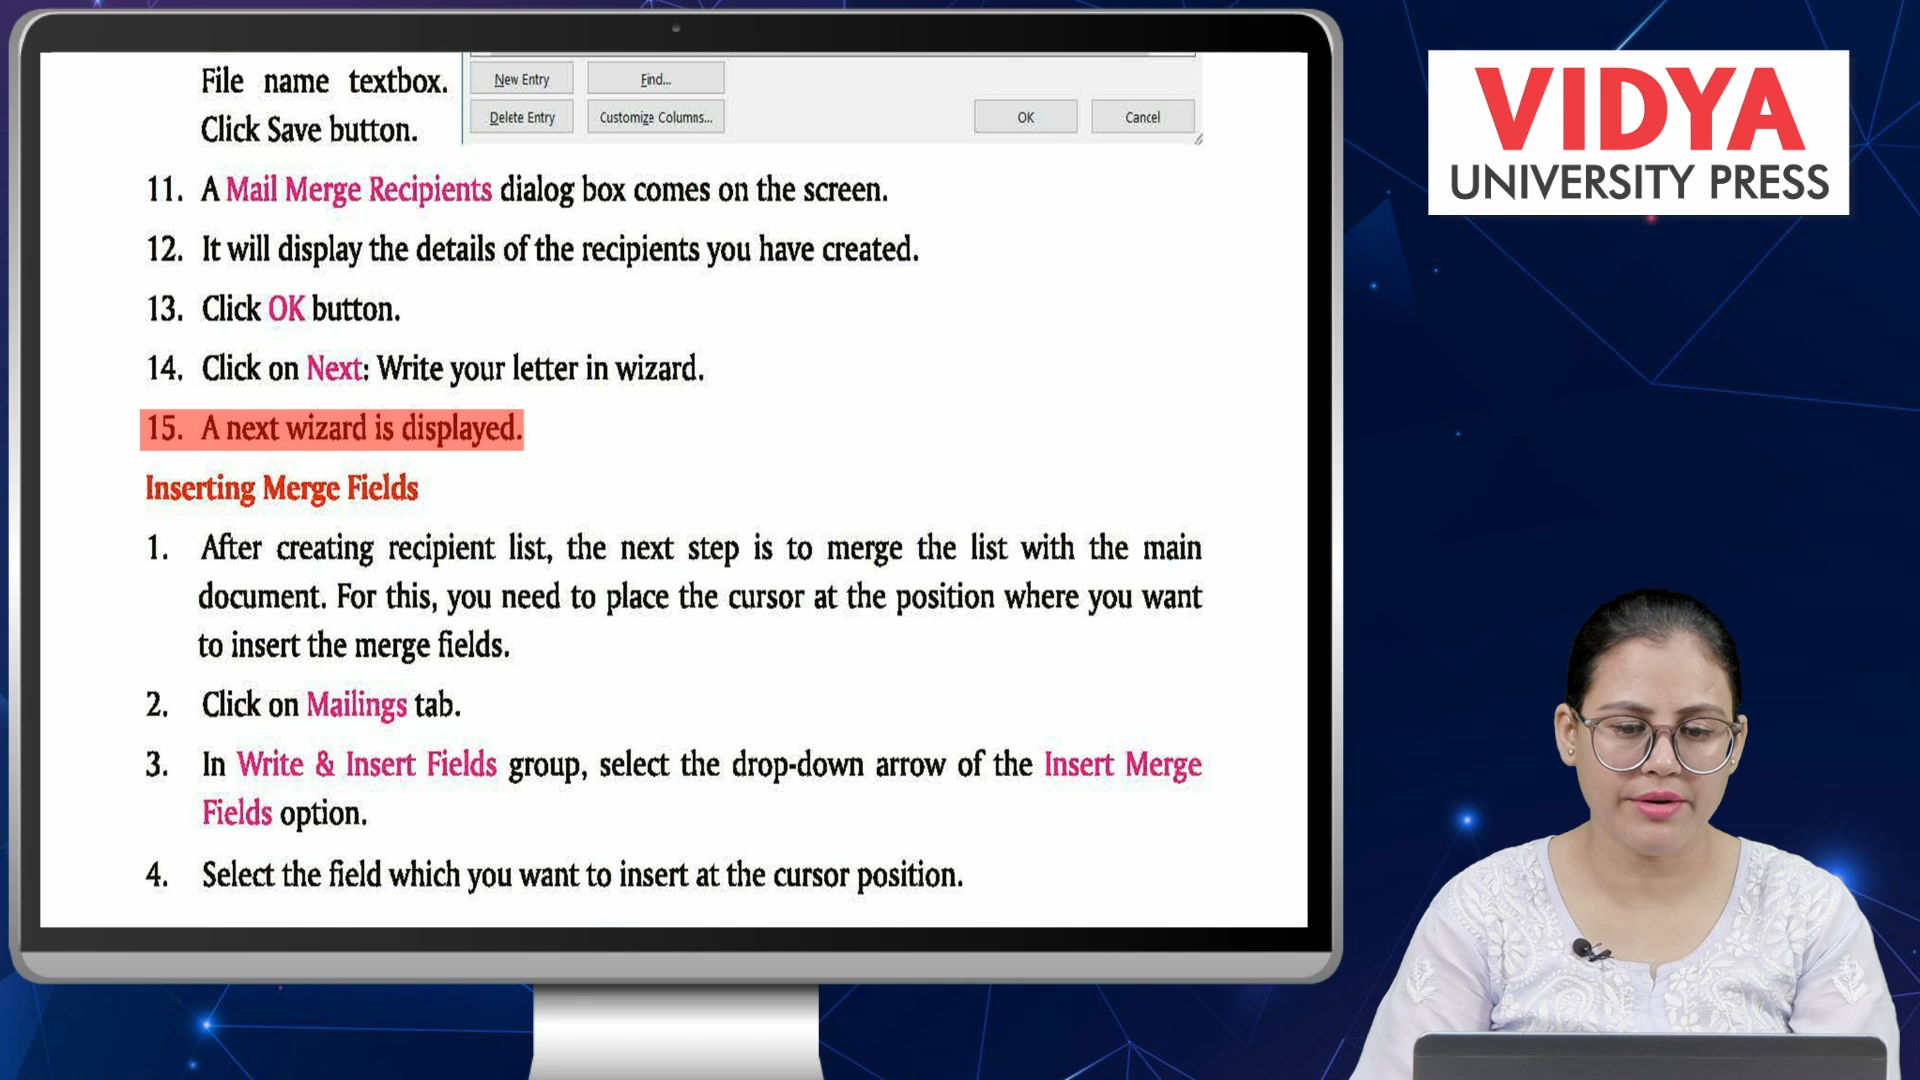 File name textbox.
Click Save button.
New Entry
Find...
Delete Entry
Customize Columns...
OK
Cancel
11. A Mail Merge Recipients dialog box comes on the screen.
12. It will display the details of the recipients you have created.
13. Click OK button.
14. Click on Next: Write your letter in wizard.
15. A next wizard is displayed.
Inserting Merge Fields
1. After creating recipient list, the next step is to merge the list with the main
document. For this, you need to place the cursor at the position where you want
to insert the merge fields.
2. Click on Mailings tab.
3. In Write & Insert Fields group, select the drop-down arrow of the Insert Merge
Fields option.
4. Select the field which you want to insert at the cursor position.
VIDYA
UNIVERSITY PRESS